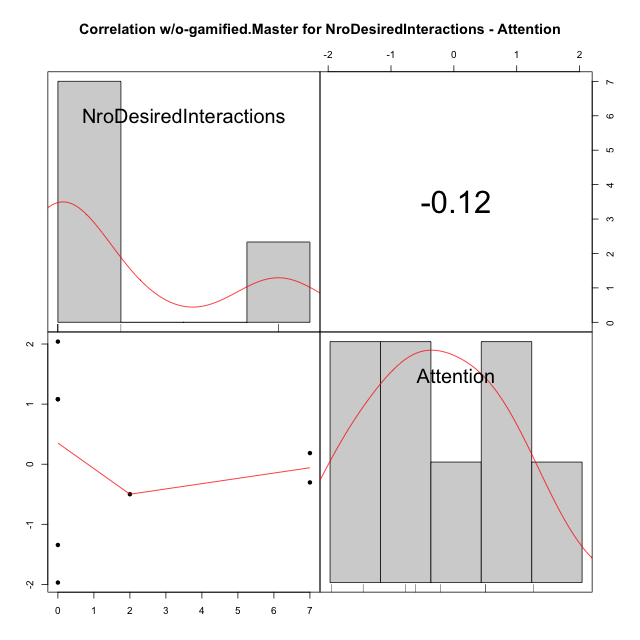 Correlation w/o-gamified.Master for NroDesiredInteractions - Attention
-2 -1 0 1 2
NroDesiredInteractions
-0.12
7
6
5
4
3
2
1
0
2
1
0
-1
-2
Attention
0 1 2 3 4 5 6 7